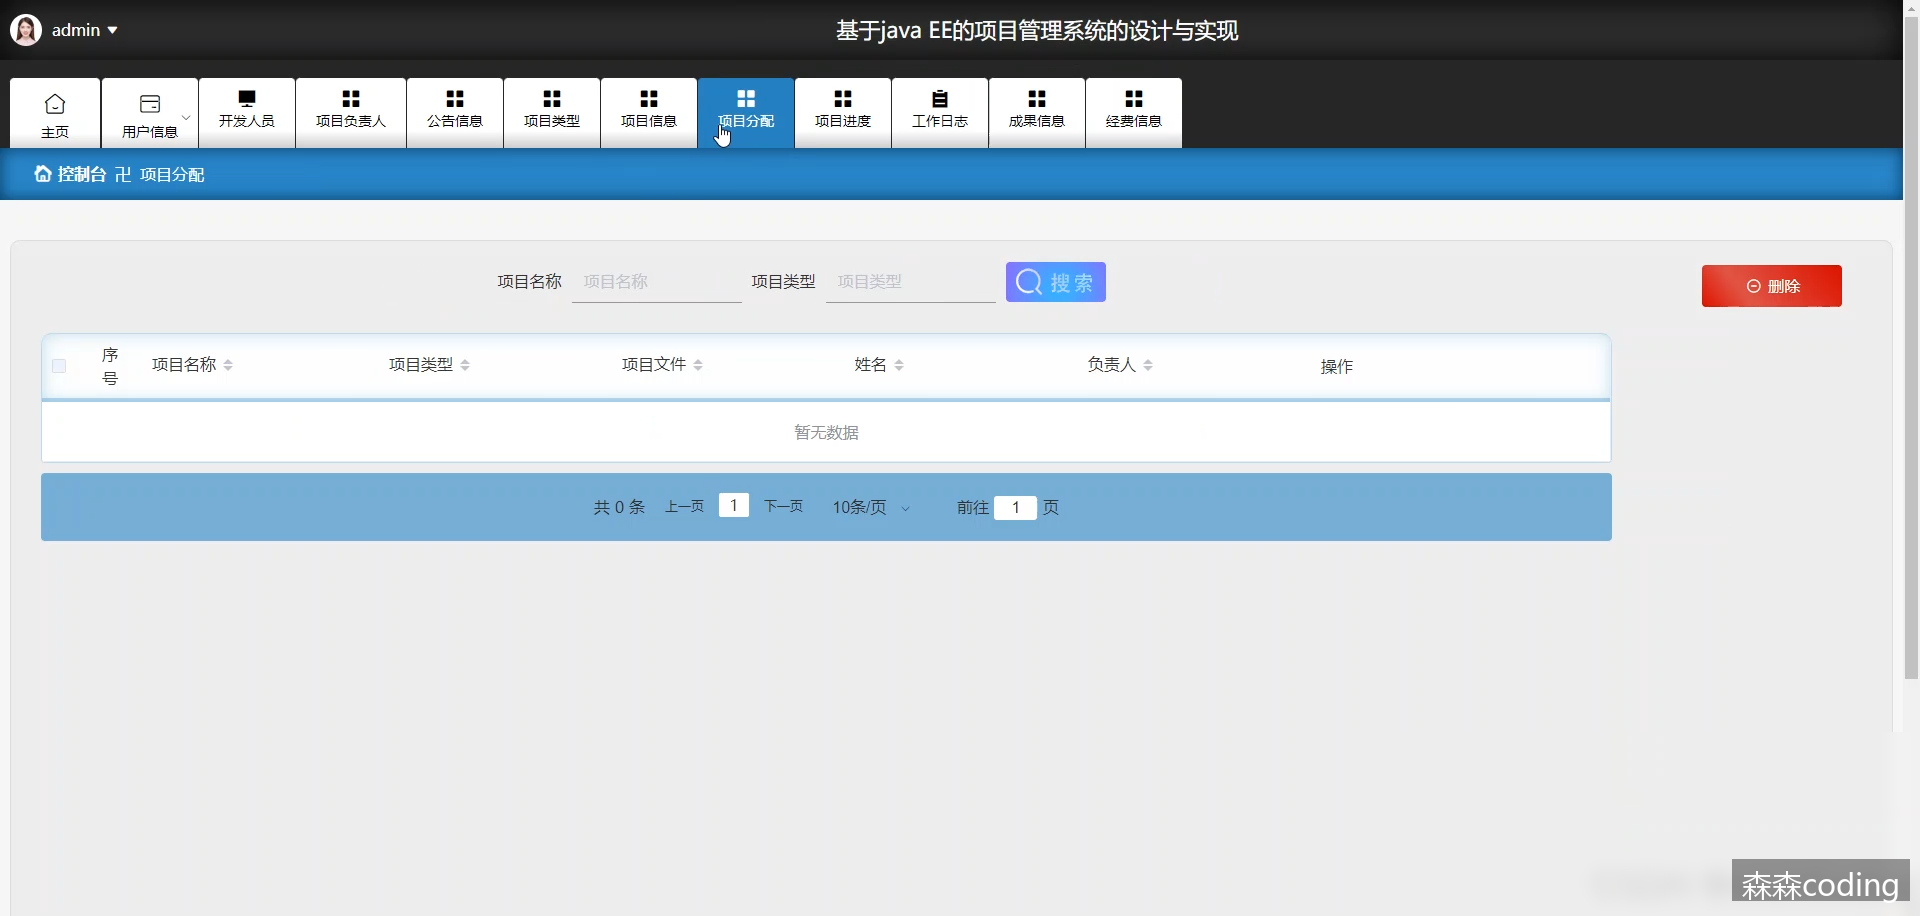 admin
基于java EE的项目管理系统的设计与实现
主页
用户信息
开发人员
项目负责人
公告信息
项目类型
项目信息
项目分配
项目进度
工作日志
成果信息
经费信息
控制台 卍 项目分配
项目名称 项目名称 项目类型 项目类型 搜索
删除
序号 项目名称 项目类型 项目文件 姓名 负责人 操作
暂无数据
共 0 条 上一页 1 下一页 10条/页 前往 1 页
森森coding